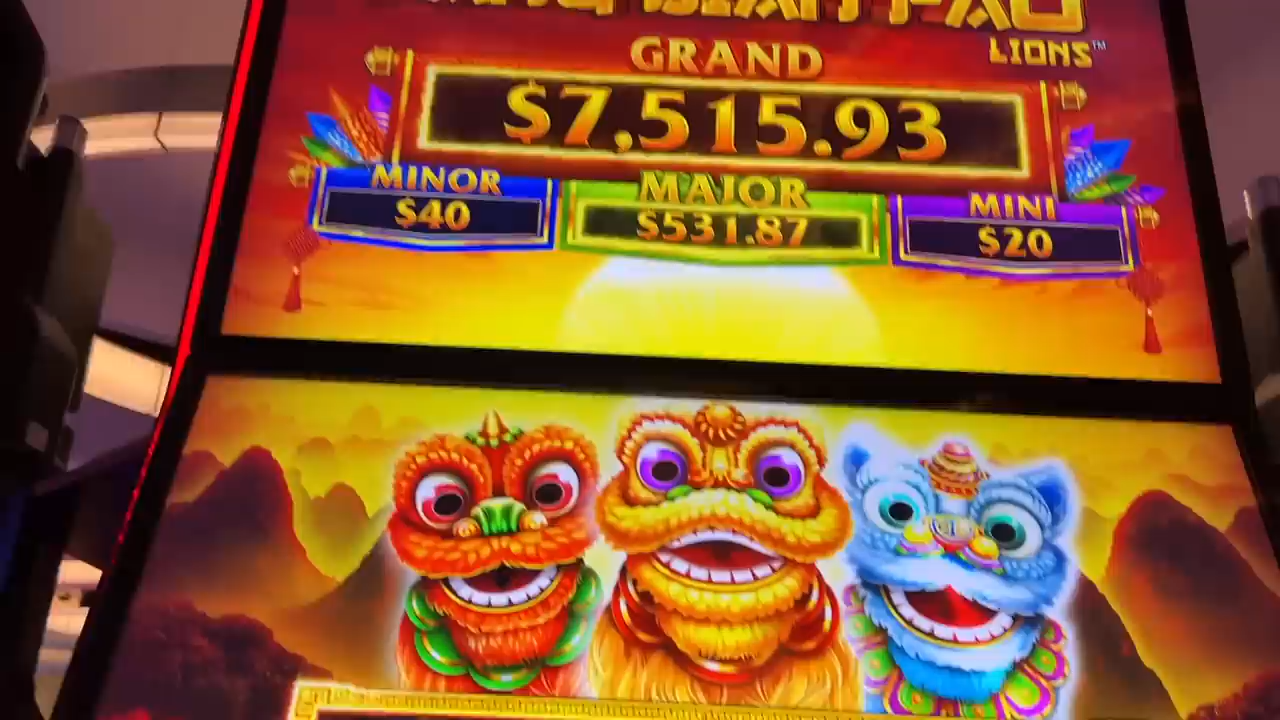 LIONS™
GRAND
$7,515.93
MINOR
MAJOR
MINI
$40
$531.87
$20